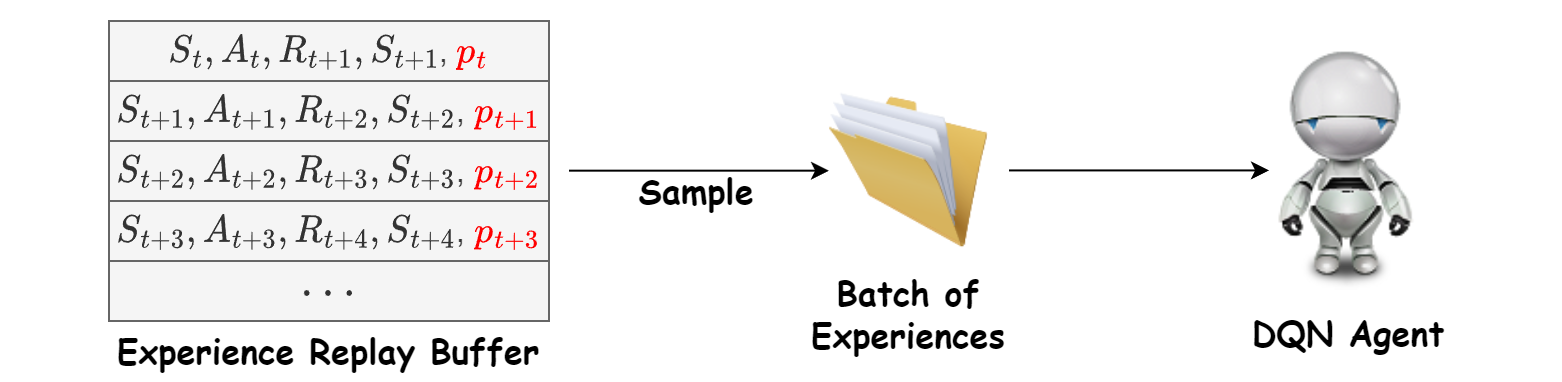 S_t, A_t, R_{t+1}, S_{t+1}, p_t
S_{t+1}, A_{t+1}, R_{t+2}, S_{t+2}, p_{t+1}
S_{t+2}, A_{t+2}, R_{t+3}, S_{t+3}, p_{t+2}
S_{t+3}, A_{t+3}, R_{t+4}, S_{t+4}, p_{t+3}
...
Experience Replay Buffer
Sample
Batch of
Experiences
DQN Agent